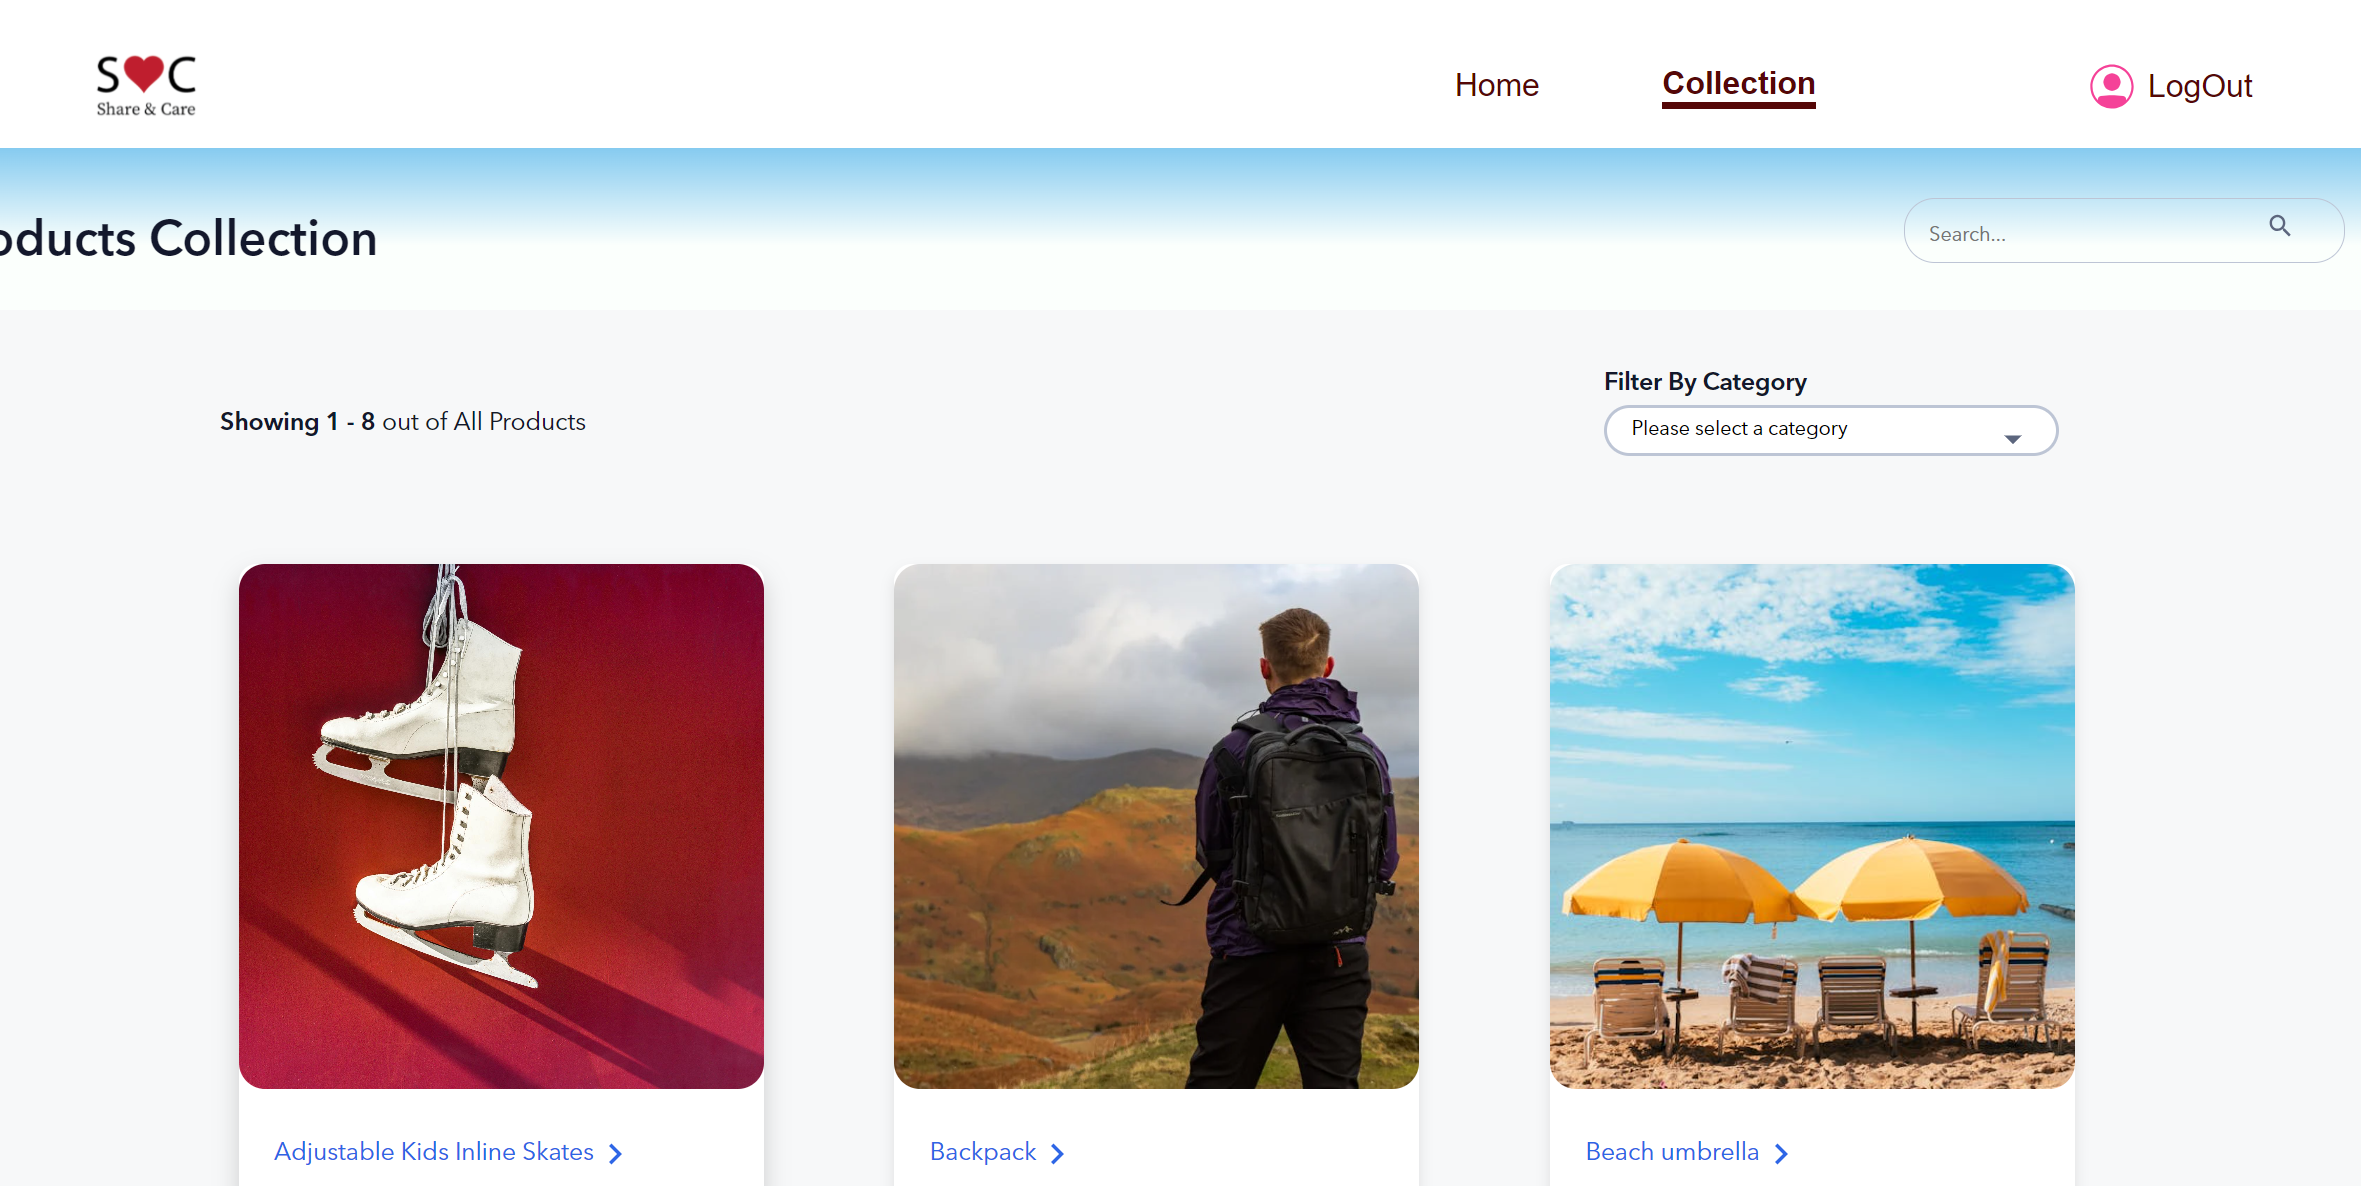 S C
Share & Care
Home
Collection
LogOut
oducts Collection
Search...
Filter By Category
Please select a category
Showing 1 - 8 out of All Products
Adjustable Kids Inline Skates
Backpack
Beach umbrella